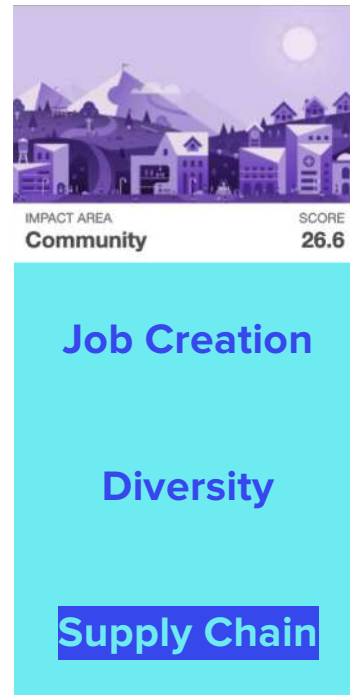 IMPACT AREA SCORE
Community 26.6
Job Creation
Diversity
Supply Chain